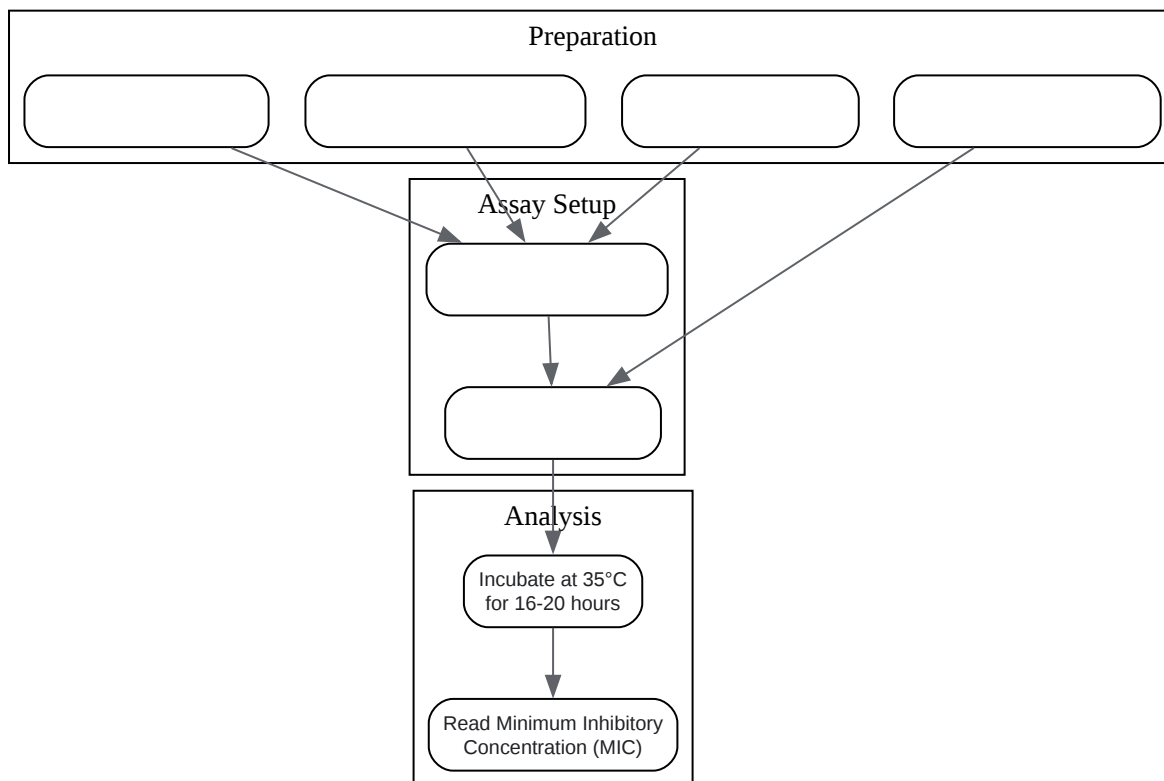 Preparation
Assay Setup
Analysis
Incubate at 35°C
for 16-20 hours
Read Minimum Inhibitory
Concentration (MIC)